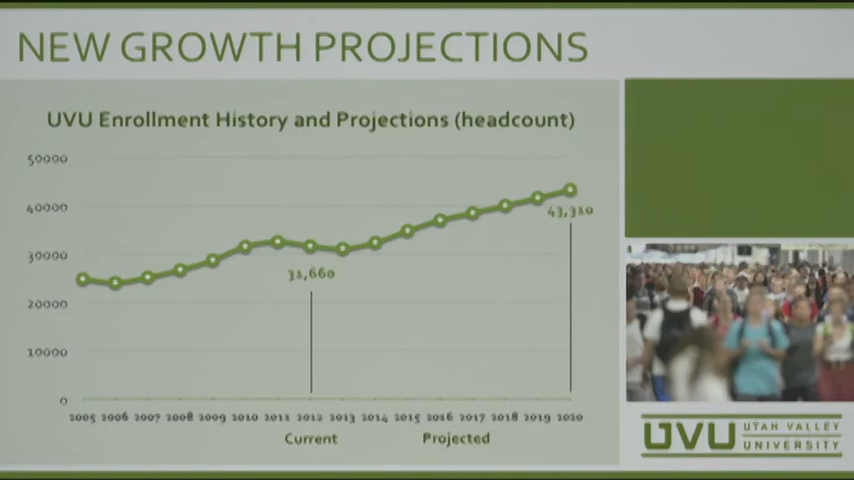 NEW GROWTH PROJECTIONS
UVU Enrollment History and Projections (headcount)
50000
40000
30000
20000
10000
0
43,310
31,660
2005 2006 2007 2008 2009 2010 2011 2012 2013 2014 2015 2016 2017 2018 2019 2020
Current Projected
UVU UTAH VALLEY
UNIVERSITY